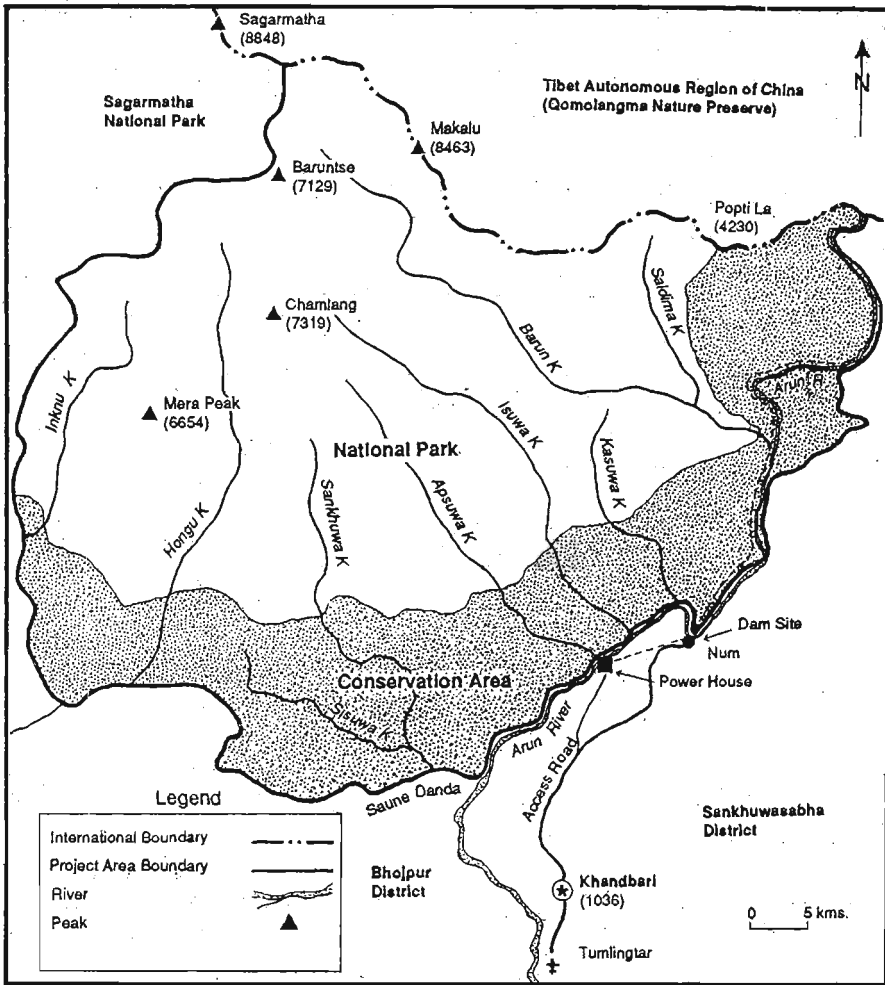 Sagarmatha
(8848)
Sagarmatha
National Park
Tibet Autonomous Region of China
(Qomolangma Nature Preserve)
N
Makalu
(8463)
Baruntse
(7129)
Popti La
(4230)
Chamlang
(7319)
Saldima K
Barun K
Arun R
Inknu K
Mera Peak
(6654)
Isuwa K
National Park
Kasuwa K
Hongu K
Sankhuwa K
Apsuwa K
Dam Site
Num
Power House
Conservation Area
Sisuwa K
Arun River
Access Road
Saune Danda
Legend
International Boundary
Project Area Boundary
River
Peak
Bhojpur
District
Sankhuwasabha
District
Khandbari
(1036)
0 5 kms.
Tumlingtar